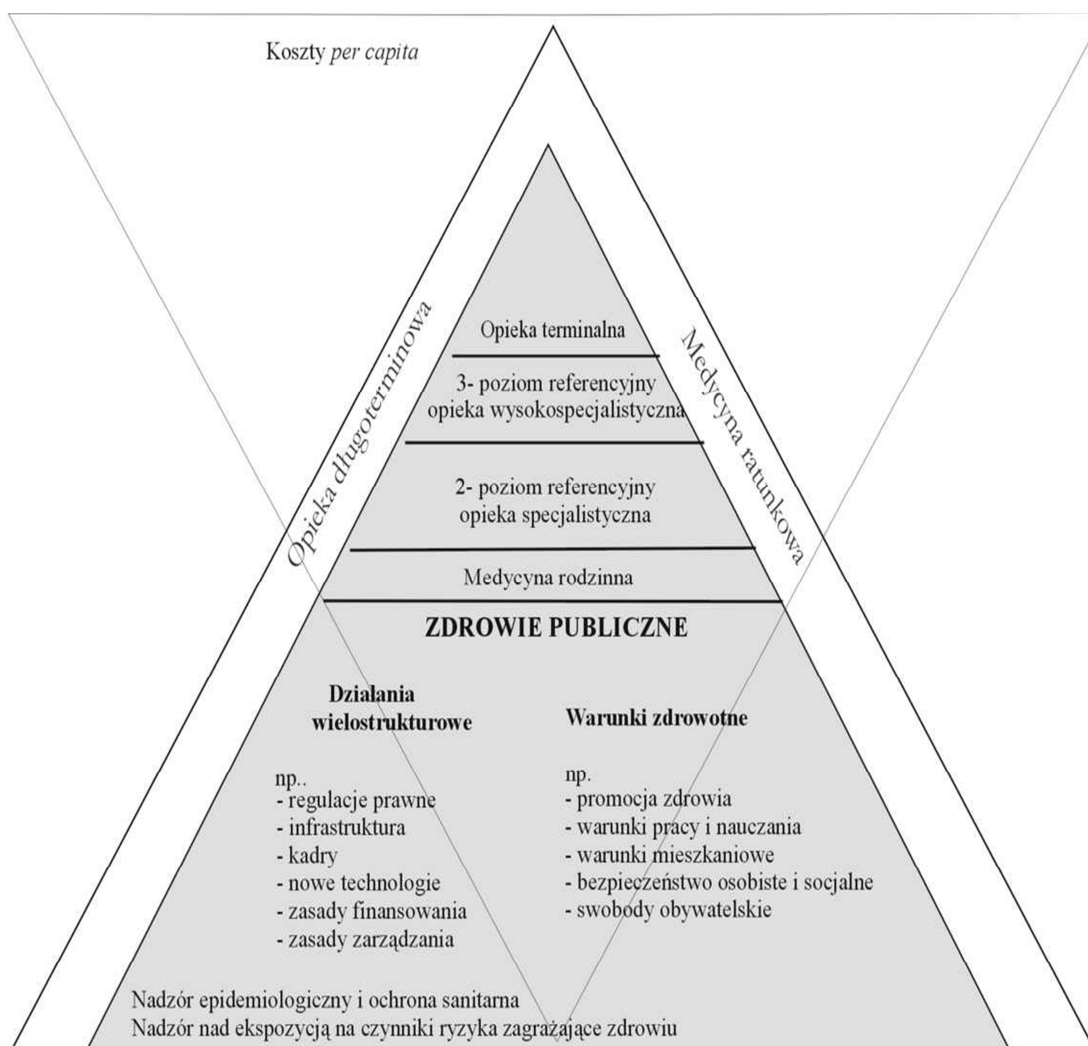 Koszty per capita
Opieka długoterminowa
Medycyna ratunkowa
Opieka terminalna
3- poziom referencyjny
opieka wysokospecjalistyczna
2- poziom referencyjny
opieka specjalistyczna
Medycyna rodzinna
ZDROWIE PUBLICZNE
Działania
wielostrukturowe
np..
- regulacje prawne
- infrastruktura
- kadry
- nowe technologie
- zasady finansowania
- zasady zarządzania
Warunki zdrowotne
np.
- promocja zdrowia
- warunki pracy i nauczania
- warunki mieszkaniowe
- bezpieczeństwo osobiste i socjalne
- swobody obywatelskie
Nadzór epidemiologiczny i ochrona sanitarna
Nadzór nad ekspozycją na czynniki ryzyka zagrażające zdrowiu